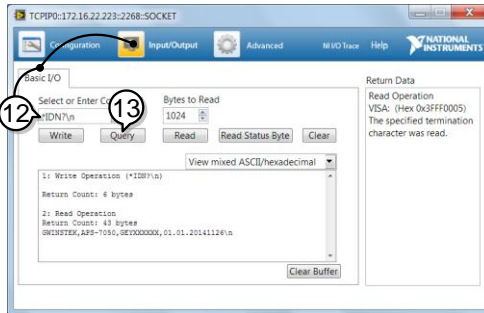 TCPIP0::172.16.22.223::2268::SOCKET
Configuration Input/Output Advanced NI I/O Trace Help NATIONAL INSTRUMENTS
Basic I/O
Return Data
12
13
Select or Enter Co
Bytes to Read
*IDN?\n
1024
Write Query Read Read Status Byte Clear
View mixed ASCII/hexadecimal
1: Write Operation (*IDN?\n)
Return Count: 6 bytes
2: Read Operation
Return Count: 43 bytes
GWINSTEK,APS-7050,GEYXXXXXX,01.01.20141126\n
Clear Buffer
Read Operation
VISA: (Hex 0x3FFF0005)
The specified termination
character was read.